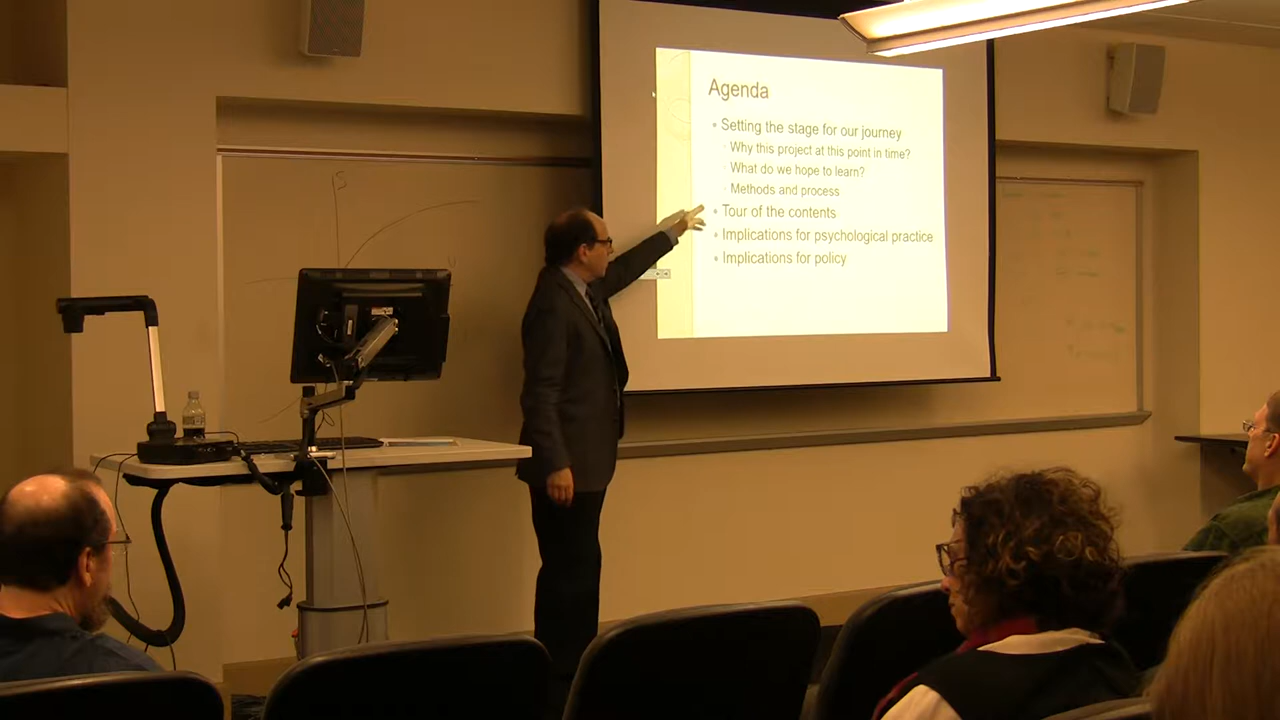 Agenda
Setting the stage for our journey
Why this project at this point in time?
What do we hope to learn?
Methods and process
Tour of the contents
Implications for psychological practice
Implications for policy